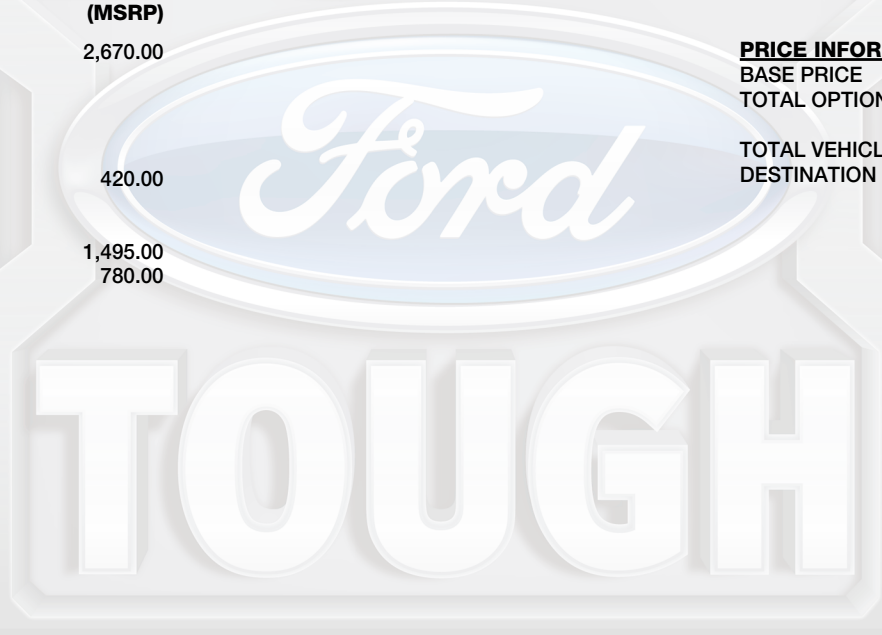 (MSRP)
2,670.00
420.00
1,495.00
780.00
PRICE INFOR
BASE PRICE
TOTAL OPTION
TOTAL VEHICL
DESTINATION
Ford
TOUGH